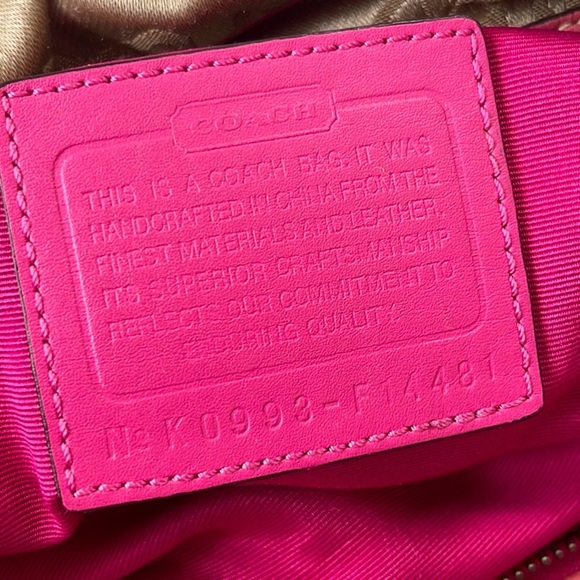 COACH
THIS IS A COACH BAG. IT WAS
HANDCRAFTED IN CHINA FROM THE
FINEST MATERIALS AND LEATHER.
ITS SUPERIOR CRAFTSMANSHIP
REFLECTS OUR COMMITMENT TO
ENDURING QUALITY.
No K0993-F14481